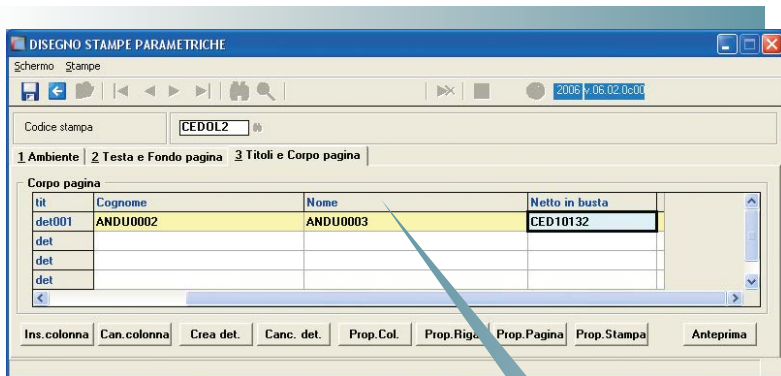 DISEGNO STAMPE PARAMETRICHE
Schermo Stampe
2006 v.06.02.0c00
Codice stampa CEDOL2
1 Ambiente 2 Testa e Fondo pagina 3 Titoli e Corpo pagina
Corpo pagina
tit Cognome Nome Netto in busta
det001 ANDU0002 ANDU0003 CED10132
det
det
det
Ins.colonna Can.colonna Crea det. Canc. det. Prop.Col. Prop.Riga Prop.Pagina Prop.Stampa Anteprima